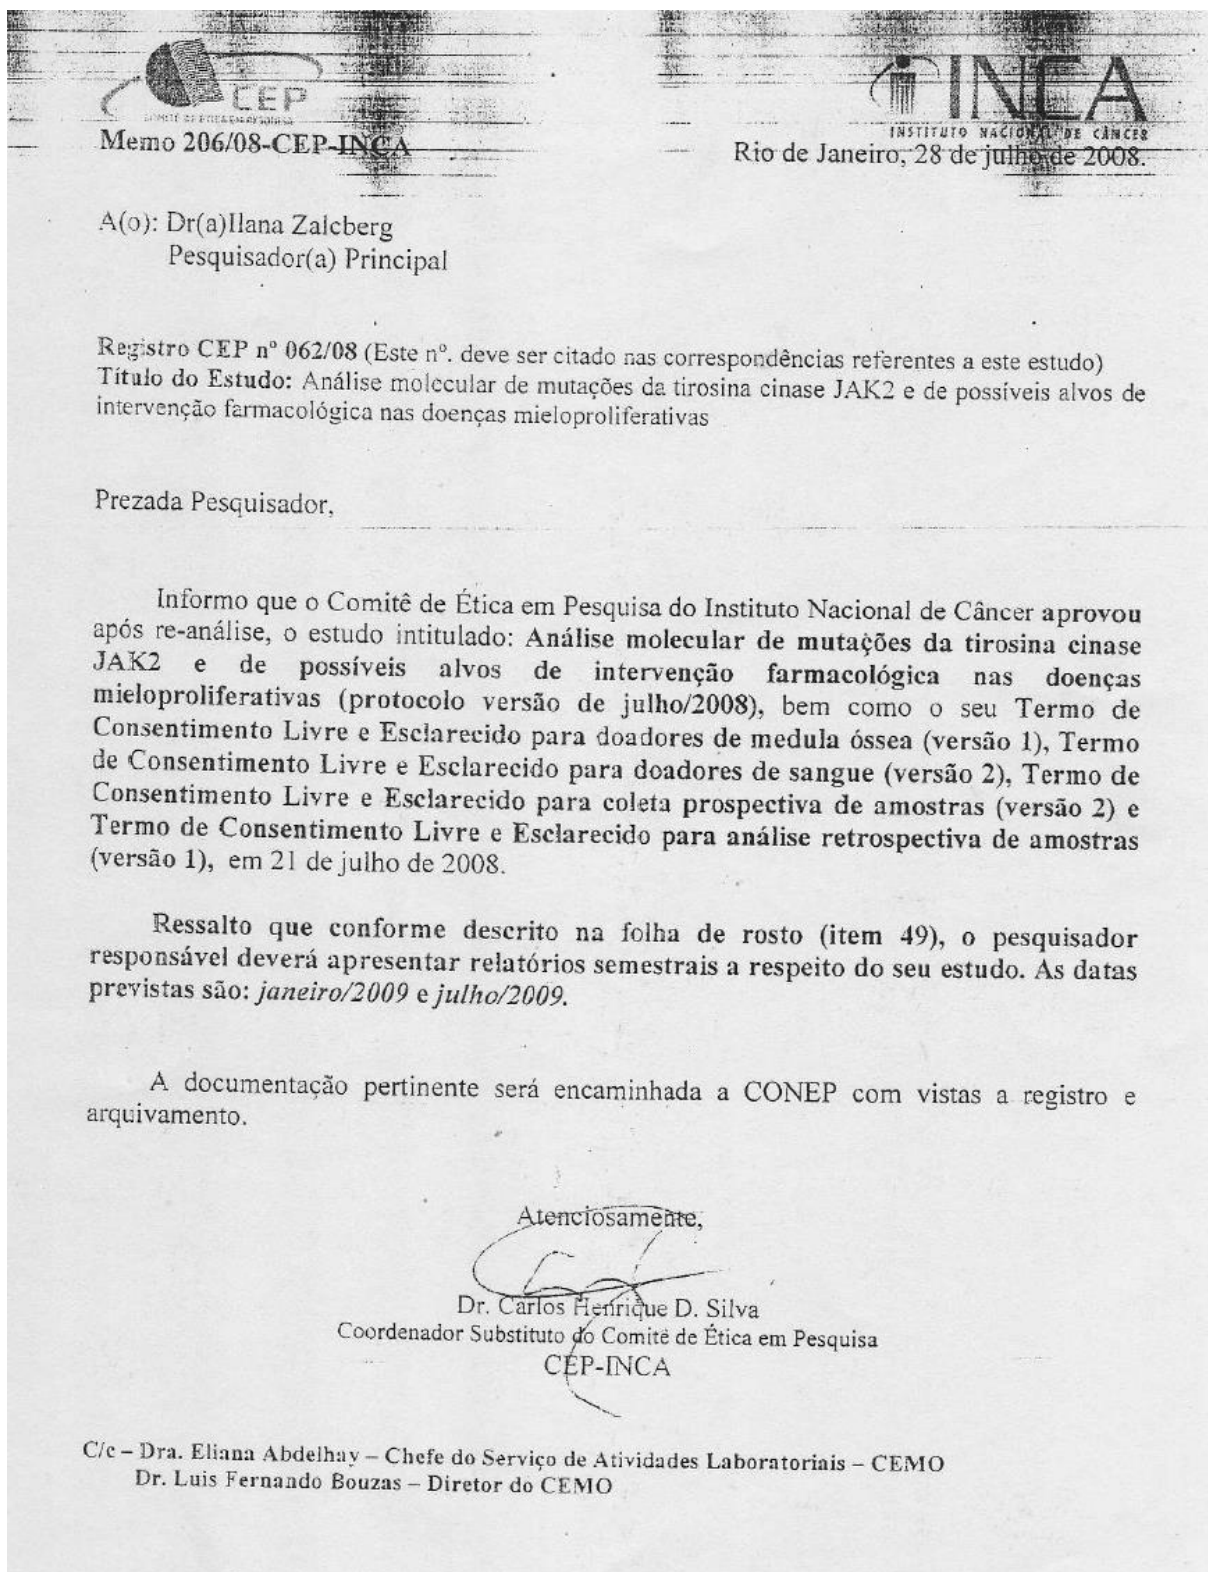 CEP
COMITÊ DE ÉTICA EM PESQUISA
INCA
INSTITUTO NACIONAL DE CÂNCER
Memo 206/08-CEP-INCA
Rio de Janeiro, 28 de julho de 2008.
A(o): Dr(a)Ilana Zalcberg
Pesquisador(a) Principal
Registro CEP nº 062/08 (Este nº. deve ser citado nas correspondências referentes a este estudo)
Título do Estudo: Análise molecular de mutações da tirosina cinase JAK2 e de possíveis alvos de
intervenção farmacológica nas doenças mieloproliferativas
Prezada Pesquisador,
Informo que o Comitê de Ética em Pesquisa do Instituto Nacional de Câncer aprovou
após re-análise, o estudo intitulado: Análise molecular de mutações da tirosina cinase
JAK2 e de possíveis alvos de intervenção farmacológica nas doenças
mieloproliferativas (protocolo versão de julho/2008), bem como o seu Termo de
Consentimento Livre e Esclarecido para doadores de medula óssea (versão 1), Termo
de Consentimento Livre e Esclarecido para doadores de sangue (versão 2), Termo de
Consentimento Livre e Esclarecido para coleta prospectiva de amostras (versão 2) e
Termo de Consentimento Livre e Esclarecido para análise retrospectiva de amostras
(versão 1), em 21 de julho de 2008.
Ressalto que conforme descrito na folha de rosto (item 49), o pesquisador
responsável deverá apresentar relatórios semestrais a respeito do seu estudo. As datas
previstas são: janeiro/2009 e julho/2009.
A documentação pertinente será encaminhada a CONEP com vistas a registro e
arquivamento.
Atenciosamente,
Dr. Carlos Henrique D. Silva
Coordenador Substituto do Comitê de Ética em Pesquisa
CEP-INCA
C/c – Dra. Eliana Abdelhay – Chefe do Serviço de Atividades Laboratoriais – CEMO
Dr. Luis Fernando Bouzas – Diretor do CEMO